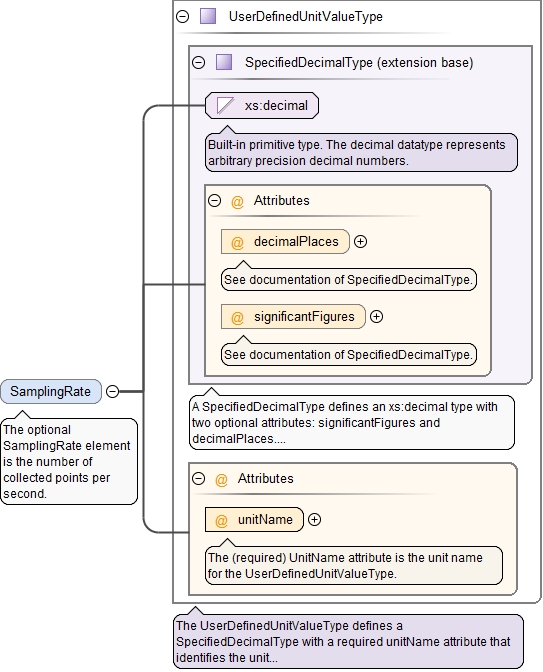 UserDefinedUnitValueType
SpecifiedDecimalType (extension base)
xs:decimal
Built-in primitive type. The decimal datatype represents
arbitrary precision decimal numbers.
@ Attributes
@ decimalPlaces
See documentation of SpecifiedDecimalType.
@ significantFigures
See documentation of SpecifiedDecimalType.
SamplingRate
The optional
SamplingRate element
is the number of
collected points per
second.
A SpecifiedDecimalType defines an xs:decimal type with
two optional attributes: significantFigures and
decimalPlaces....
@ Attributes
@ unitName
The (required) UnitName attribute is the unit name
for the UserDefinedUnitValueType.
The UserDefinedUnitValueType defines a
SpecifiedDecimalType with a required unitName attribute that
identifies the unit...